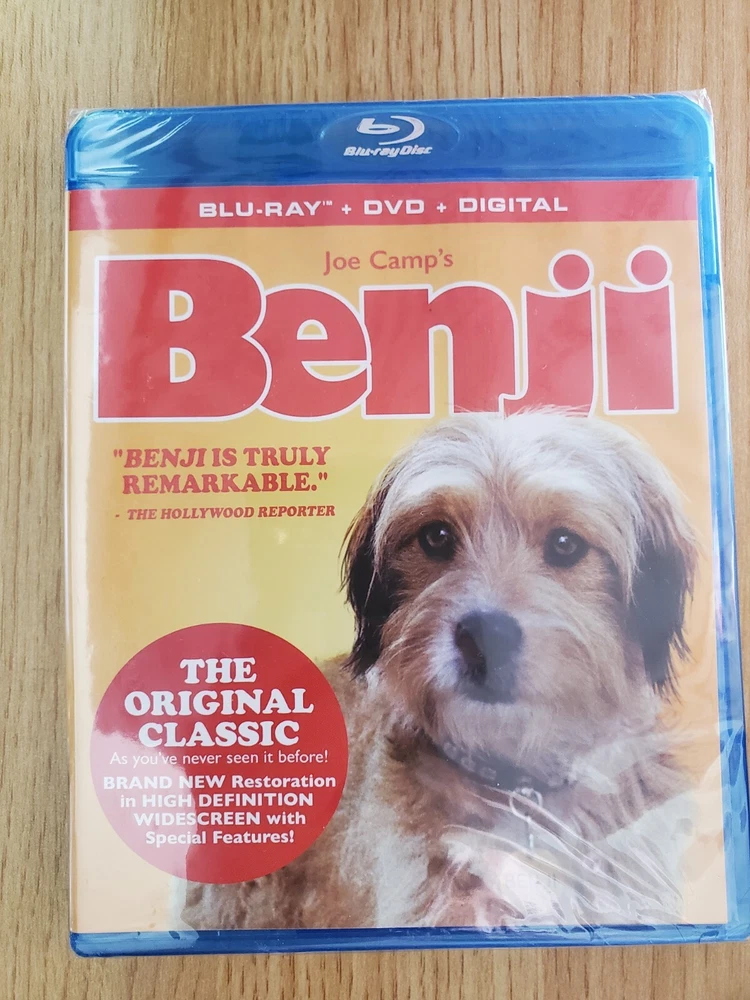 Blu-ray Disc
BLU-RAY™ + DVD + DIGITAL
Joe Camp's
Benji
"BENJI IS TRULY
REMARKABLE."
- THE HOLLYWOOD REPORTER
THE
ORIGINAL
CLASSIC
As you've never seen it before!
BRAND NEW Restoration
in HIGH DEFINITION
WIDESCREEN with
Special Features!